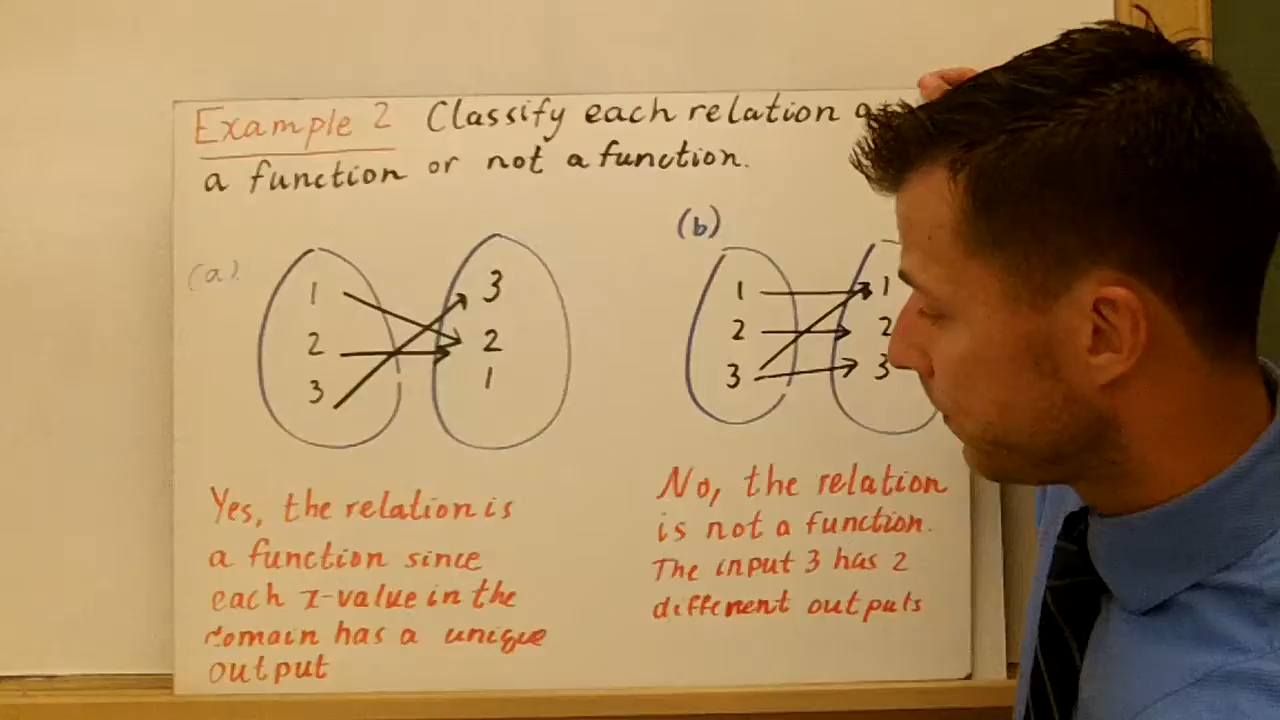 Example 2 Classify each relation
a function or not a function.
(a).
1
2
3
3
2
1
(b)
1
2
3
1
2
3
Yes, the relation is
a function since
each x-value in the
domain has a unique
output
No, the relation
is not a function.
The input 3 has 2
different outputs